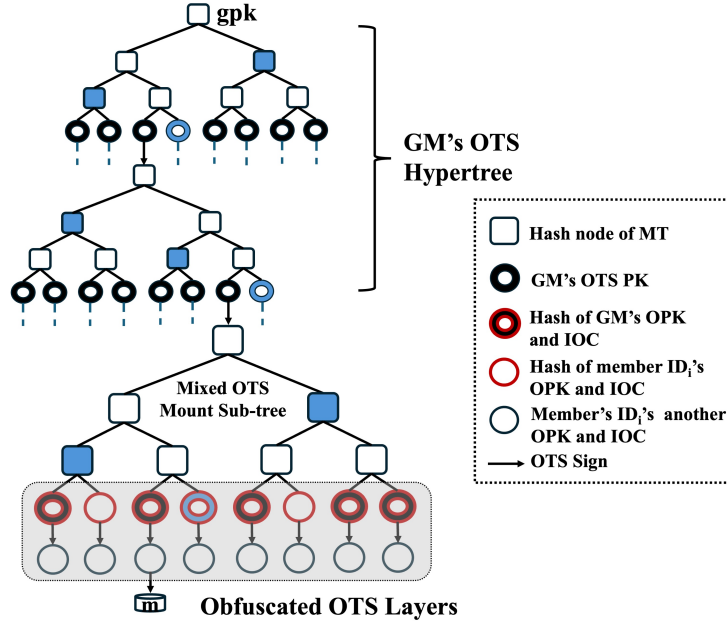 gpk
GM's OTS
Hypertree
Hash node of MT
GM's OTS PK
Hash of GM's OPK
and IOC
Hash of member IDi's
OPK and IOC
Member's IDi's another
OPK and IOC
OTS Sign
Mixed OTS
Mount Sub-tree
m
Obfuscated OTS Layers